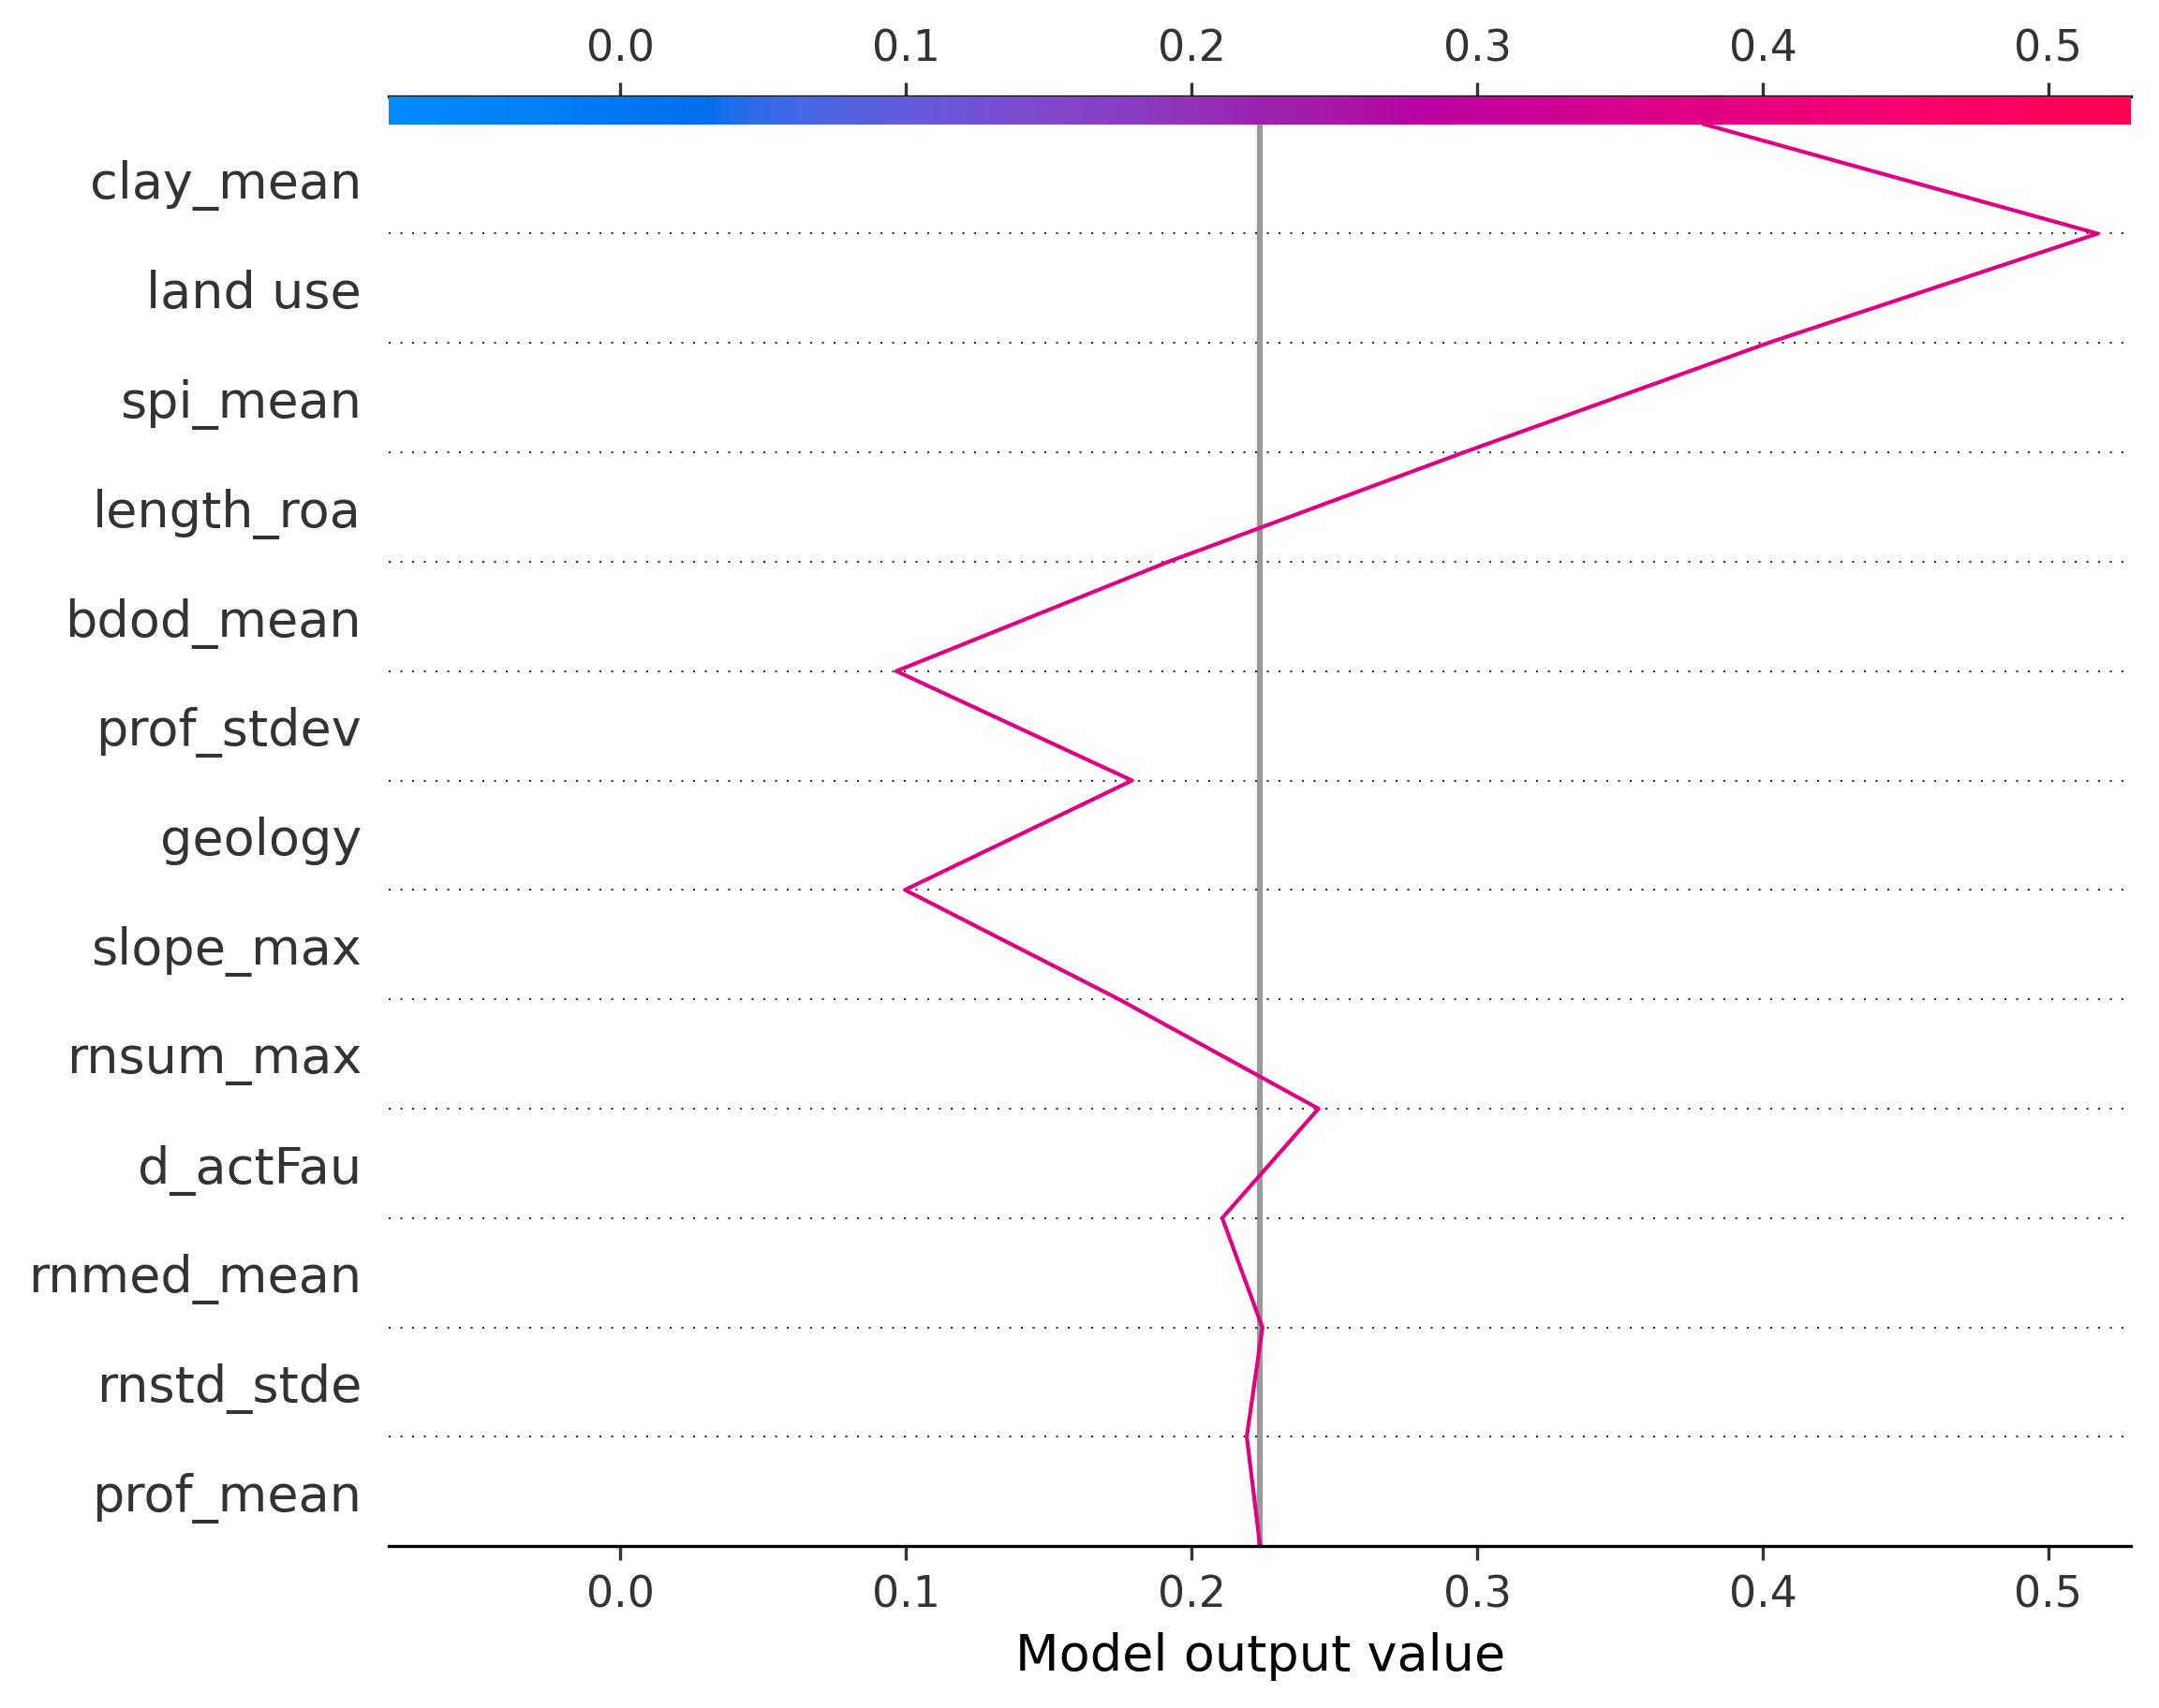 0.0 0.1 0.2 0.3 0.4 0.5
clay_mean
land use
spi_mean
length_roa
bdod_mean
prof_stdev
geology
slope_max
rnsum_max
d_actFau
rnmed_mean
rnstd_stde
prof_mean
0.0 0.1 0.2 0.3 0.4 0.5
Model output value